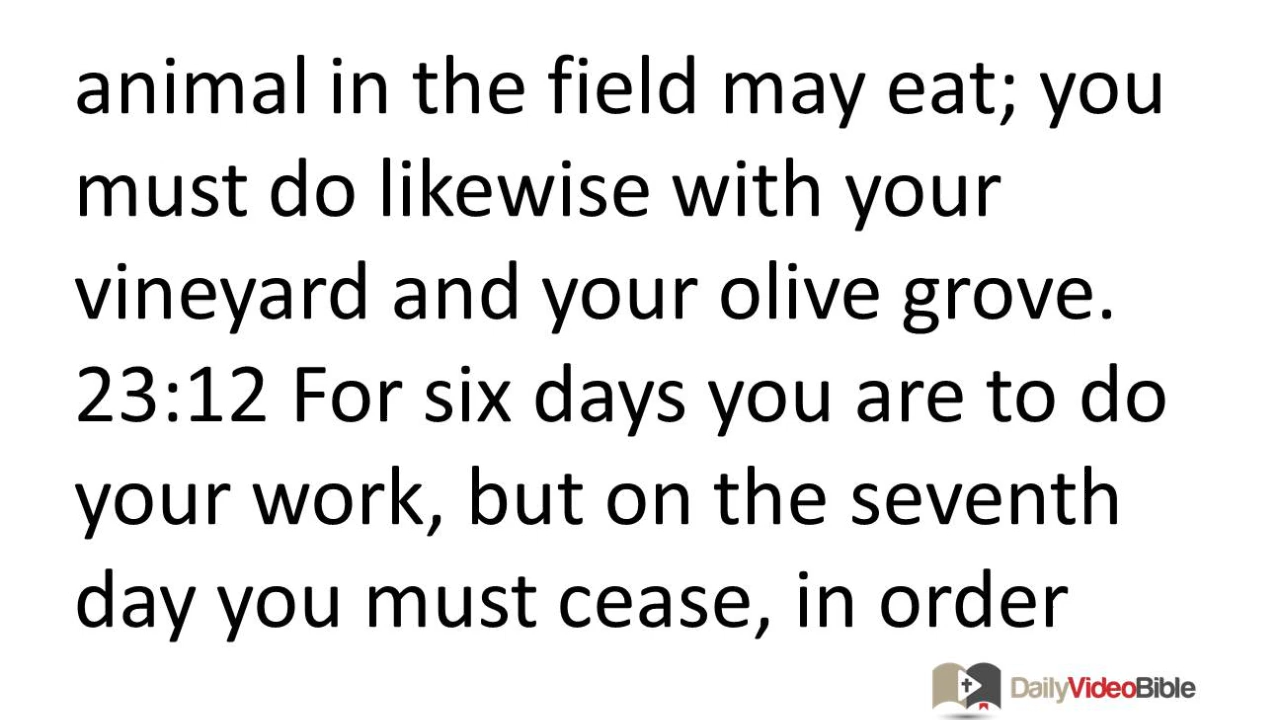 animal in the field may eat; you
must do likewise with your
vineyard and your olive grove.
23:12 For six days you are to do
your work, but on the seventh
day you must cease, in order
DailyVideoBible